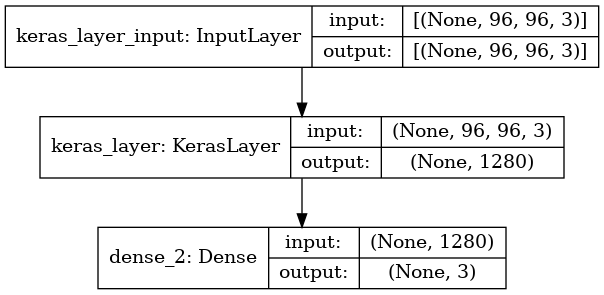 keras_layer_input: InputLayer
input: [(None, 96, 96, 3)]
output: [(None, 96, 96, 3)]
keras_layer: KerasLayer
input: (None, 96, 96, 3)
output: (None, 1280)
dense_2: Dense
input: (None, 1280)
output: (None, 3)